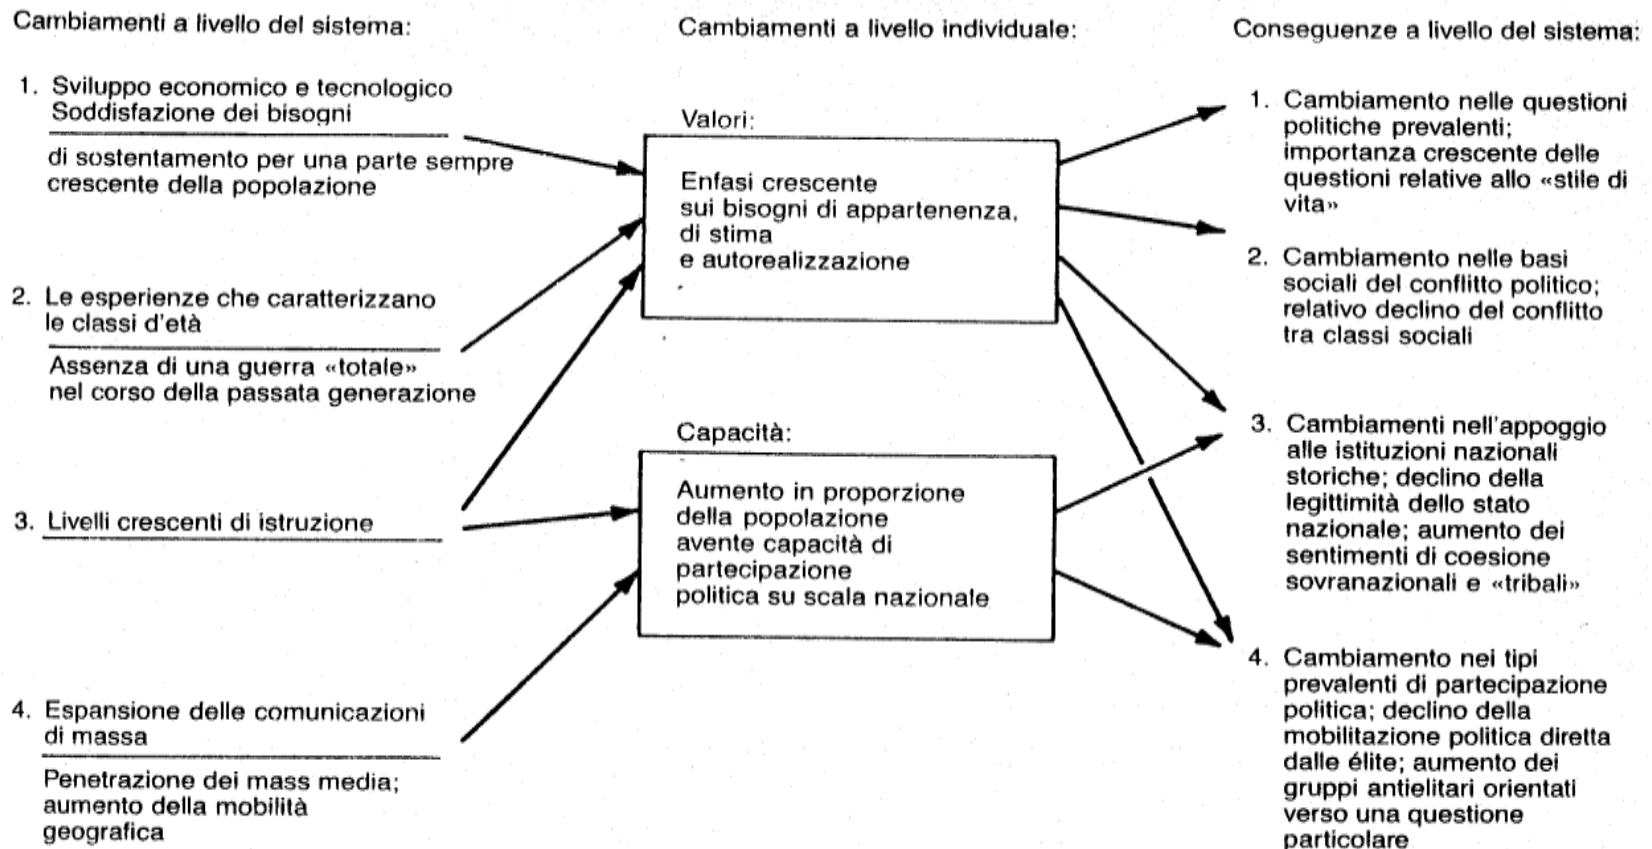 Cambiamenti a livello del sistema:
1. Sviluppo economico e tecnologico
Soddisfazione dei bisogni
di sostentamento per una parte sempre
crescente della popolazione
2. Le esperienze che caratterizzano
le classi d'età
Assenza di una guerra «totale»
nel corso della passata generazione
3. Livelli crescenti di istruzione
4. Espansione delle comunicazioni
di massa
Penetrazione dei mass media;
aumento della mobilità
geografica
Cambiamenti a livello individuale:
Valori:
Enfasi crescente
sui bisogni di appartenenza,
di stima
e autorealizzazione
Capacità:
Aumento in proporzione
della popolazione
avente capacità di
partecipazione
politica su scala nazionale
Conseguenze a livello del sistema:
1. Cambiamento nelle questioni
politiche prevalenti;
importanza crescente delle
questioni relative allo «stile di
vita»
2. Cambiamento nelle basi
sociali del conflitto politico;
relativo declino del conflitto
tra classi sociali
3. Cambiamenti nell'appoggio
alle istituzioni nazionali
storiche; declino della
legittimità dello stato
nazionale; aumento dei
sentimenti di coesione
sovranazionali e «tribali»
4. Cambiamento nei tipi
prevalenti di partecipazione
politica; declino della
mobilitazione politica diretta
dalle élite; aumento dei
gruppi antielitari orientati
verso una questione
particolare